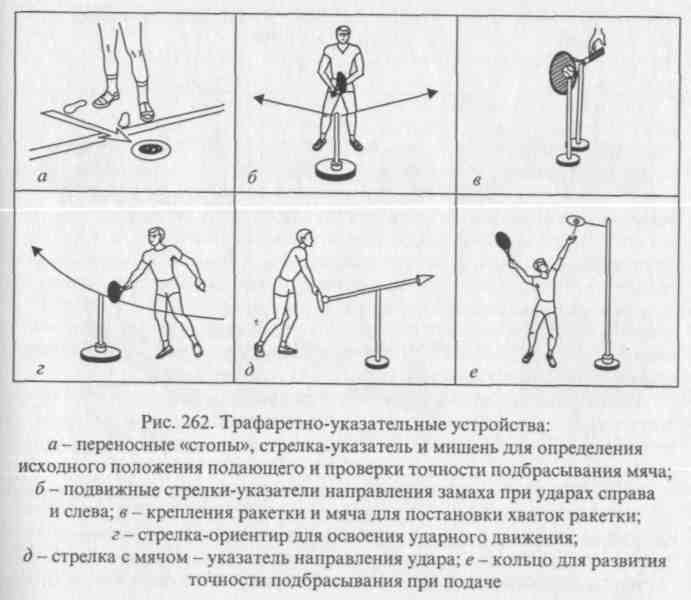 а
б
в
г
д
е
Рис. 262. Трафаретно-указательные устройства:
а – переносные «стопы», стрелка-указатель и мишень для определения
исходного положения подающего и проверки точности подбрасывания мяча;
б – подвижные стрелки-указатели направления замаха при ударах справа
и слева; в – крепления ракетки и мяча для постановки хваток ракетки;
г – стрелка-ориентир для освоения ударного движения;
д – стрелка с мячом – указатель направления удара; е – кольцо для развития
точности подбрасывания при подаче